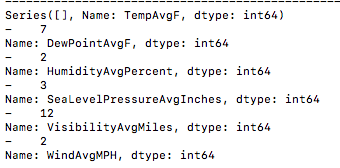 Series([], Name: TempAvgF, dtype: int64)
-    7
Name: DewPointAvgF, dtype: int64
-    2
Name: HumidityAvgPercent, dtype: int64
-    3
Name: SeaLevelPressureAvgInches, dtype: int64
-    12
Name: VisibilityAvgMiles, dtype: int64
-    2
Name: WindAvgMPH, dtype: int64